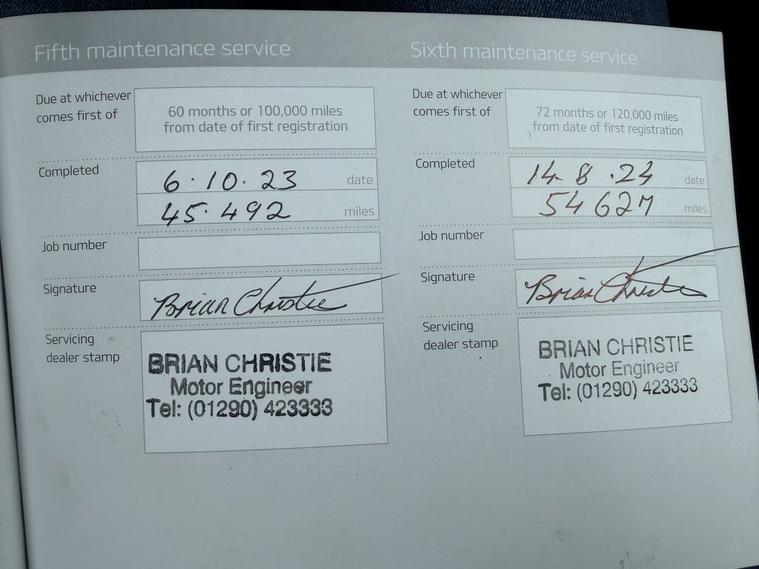 Fifth maintenance service
Due at whichever
comes first of
60 months or 100,000 miles
from date of first registration
Completed
6·10·23 date
45·492 miles
Job number
Signature
Brian Christie
Servicing
dealer stamp
BRIAN CHRISTIE
Motor Engineer
Tel: (01290) 423333
Sixth maintenance service
Due at whichever
comes first of
72 months or 120,000 miles
from date of first registration
Completed
14·8·24 date
54627 miles
Job number
Signature
Brian Christie
Servicing
dealer stamp
BRIAN CHRISTIE
Motor Engineer
Tel: (01290) 423333